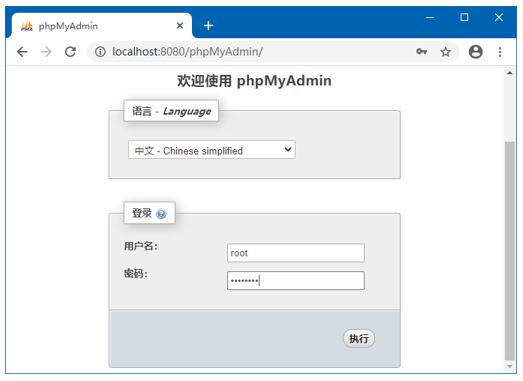 phpMyAdmin
localhost:8080/phpMyAdmin/
欢迎使用 phpMyAdmin
语言 - Language
中文 - Chinese simplified
登录
用户名:
root
密码:
••••••••
执行